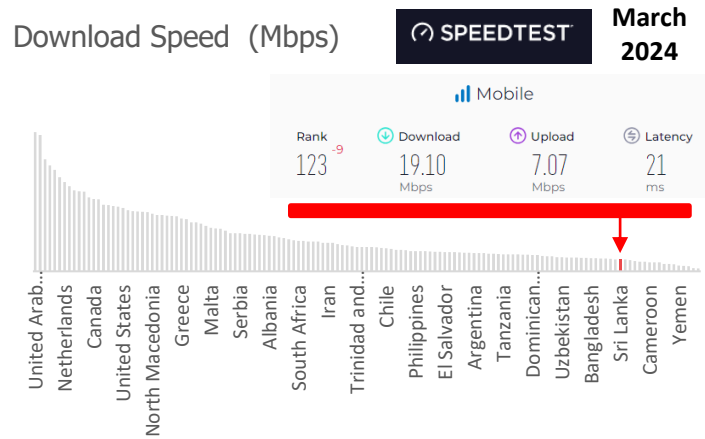 Download Speed (Mbps)
SPEEDTEST
March
2024
Mobile
Rank
Download
Upload
Latency
123
-9
19.10
7.07
21
Mbps
Mbps
ms
United Arab...
Netherlands
Canada
United States
North Macedonia
Greece
Malta
Serbia
Albania
South Africa
Iran
Trinidad and...
Chile
Philippines
El Salvador
Argentina
Tanzania
Dominican...
Uzbekistan
Bangladesh
Sri Lanka
Cameroon
Yemen